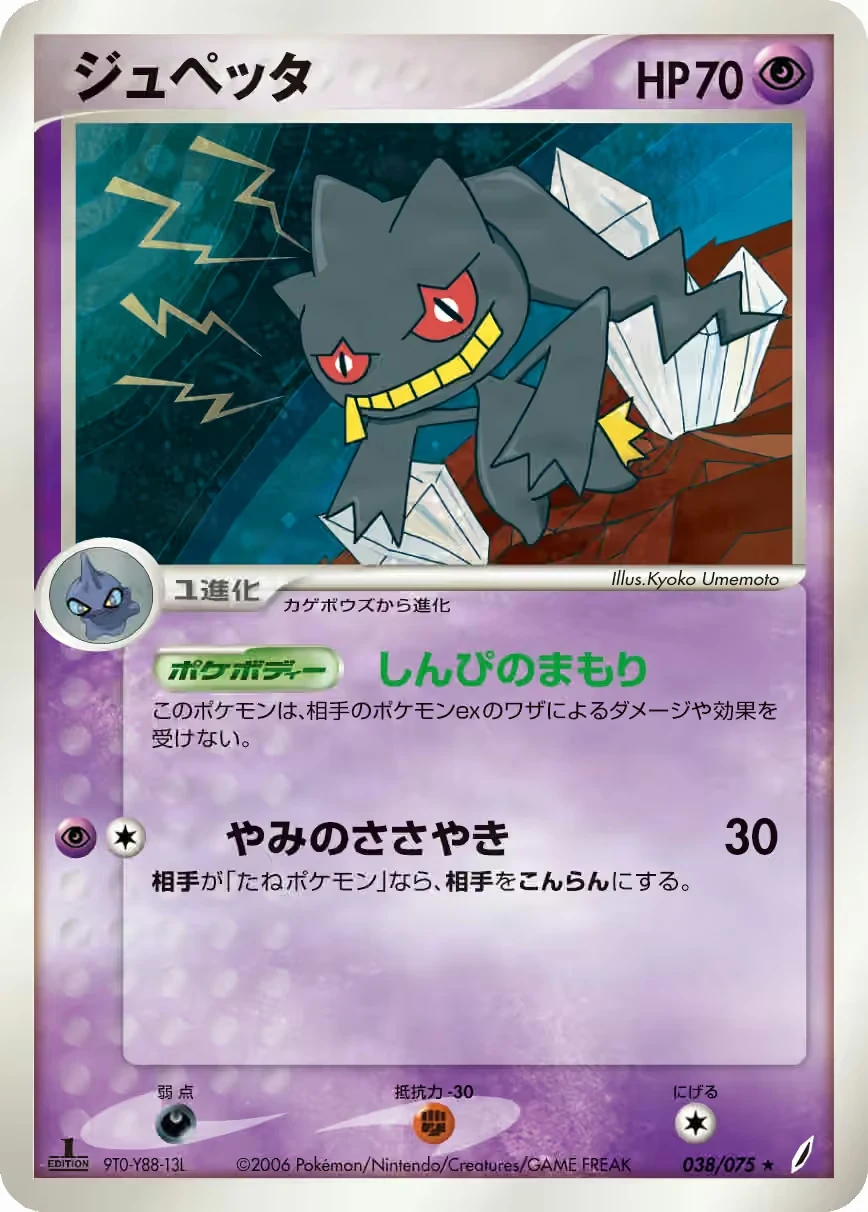 ジュペッタ HP70
Illus.Kyoko Umemoto
1進化
カゲボウズから進化
ポケボディー しんぴのまもり
このポケモンは、相手のポケモンexのワザによるダメージや効果を
受けない。
やみのささやき 30
相手が「たねポケモン」なら、相手をこんらんにする。
弱点 抵抗力 -30 にげる
1 EDITION 9T0-Y88-13L ©2006 Pokémon/Nintendo/Creatures/GAME FREAK 038/075 ★